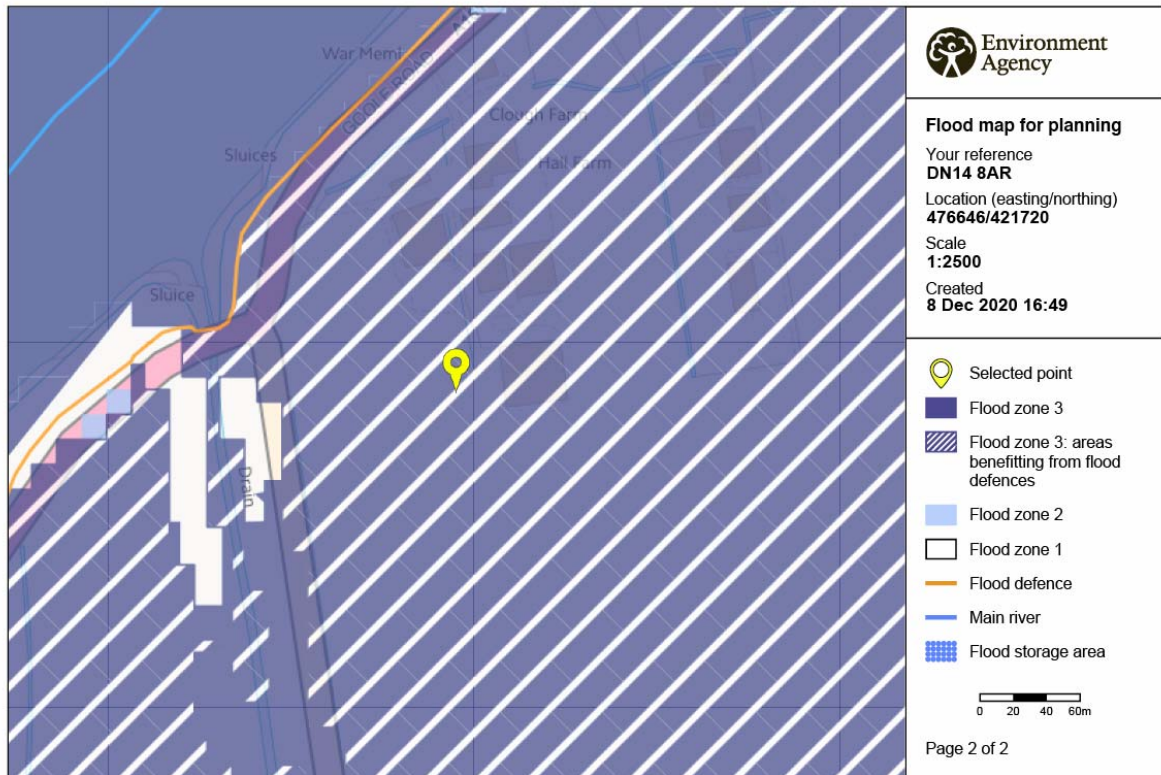 War Memi
GOOLE ROAD
Clough Farm
Sluices
Hall Farm
Sluice
Drain
Environment
Agency
Flood map for planning
Your reference
DN14 8AR
Location (easting/northing)
476646/421720
Scale
1:2500
Created
8 Dec 2020 16:49
Selected point
Flood zone 3
Flood zone 3: areas
benefitting from flood
defences
Flood zone 2
Flood zone 1
Flood defence
Main river
Flood storage area
0 20 40 60m
Page 2 of 2